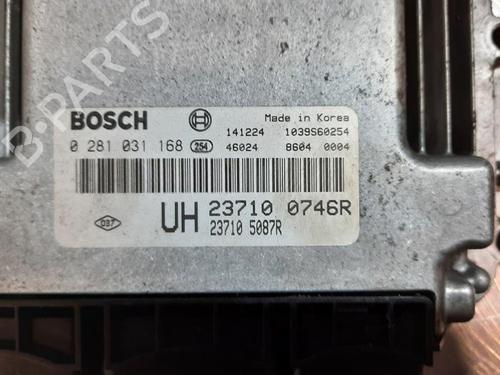 B-PARTS
BOSCH
Made in Korea
141224 1039S60254
0 281 031 168 254 46024 8604 0004
037
UH 23710 0746R
23710 5087R